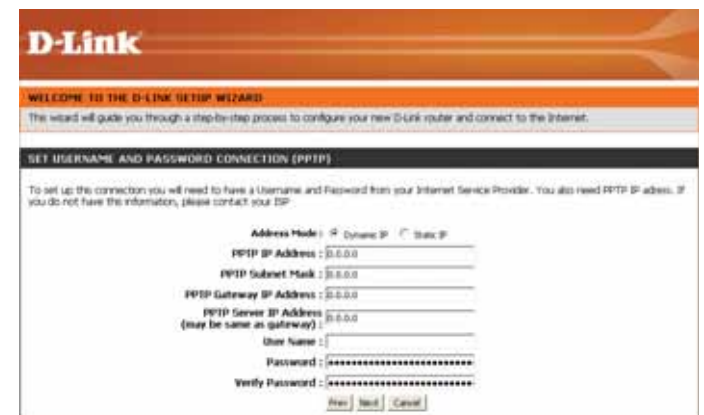 D-Link
WELCOME TO THE D-LINK SETUP WIZARD
This wizard will guide you through a step-by-step process to configure your new D-Link router and connect to the Internet.
SET USERNAME AND PASSWORD CONNECTION (PPTP)
To set up this connection you will need to have a Username and Password from your Internet Service Provider. You also need PPTP IP adress. If
you do not have this information, please contact your ISP
Address Mode : Dynamic IP Static IP
PPTP IP Address : 0.0.0.0
PPTP Subnet Mask : 0.0.0.0
PPTP Gateway IP Address : 0.0.0.0
PPTP Server IP Address
(may be same as gateway) : 0.0.0.0
User Name :
Password : •••••••••••••••••••••••••
Verify Password : •••••••••••••••••••••••••
Prev Next Cancel